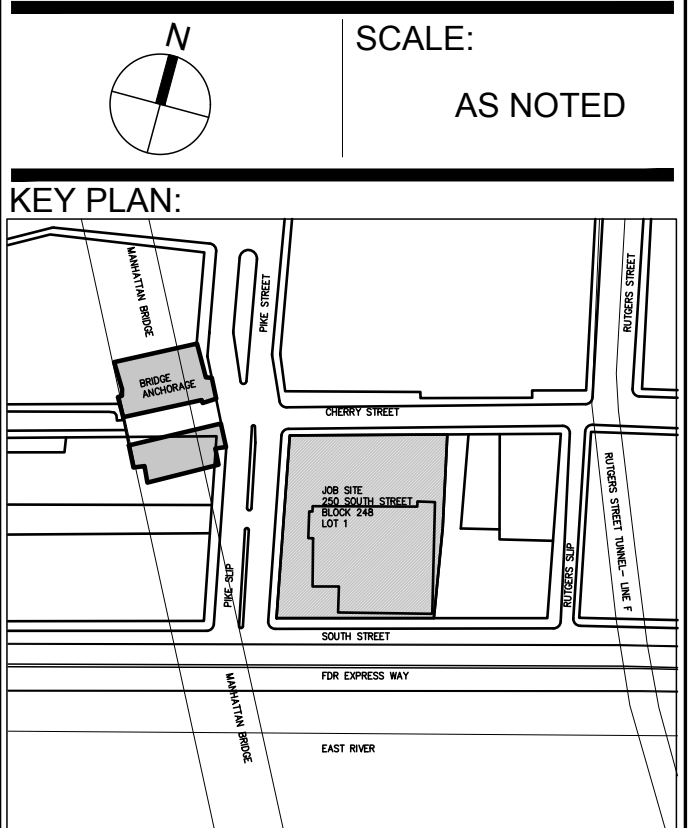 N
SCALE:
AS NOTED
KEY PLAN:
MANHATTAN BRIDGE
PIKE STREET
RUTGERS STREET
BRIDGE
ANCHORAGE
CHERRY STREET
JOB SITE
250 SOUTH STREET
BLOCK 248
LOT 1
RUTGERS STREET TUNNEL- LINE F
PIKE SLIP
RUTGERS SLIP
SOUTH STREET
FDR EXPRESS WAY
MANHATTAN BRIDGE
EAST RIVER